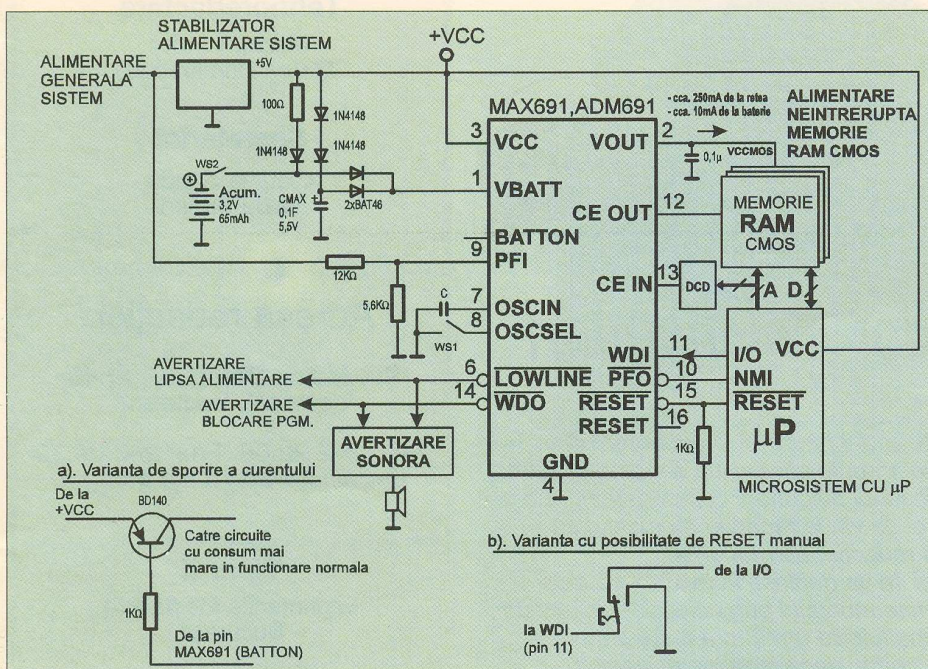 STABILIZATOR
ALIMENTARE SISTEM
ALIMENTARE
GENERALA
SISTEM
+5V
+VCC
100Ω
1N4148
1N4148
1N4148
WS2
Acum.
3,2V
65mAh
CMAX
+
0,1F
5,5V
2xBAT46
12KΩ
5,6KΩ
C
WS1
MAX691,ADM691
3
VCC
1
VBATT
BATTON
9
PFI
7
OSCIN
8
OSCSEL
6
LOWLINE
14
WDO
GND
4
VOUT
2
CE OUT
12
CE IN
13
WDI
11
PFO
10
RESET
15
RESET
16
- cca. 250mA de la retea
- cca. 10mA de la baterie
ALIMENTARE
NEINTRERUPTA
MEMORIE
RAM CMOS
0,1µ
VCCMOS
MEMORIE
RAM
CMOS
DCD
A
D
I/O
VCC
NMI
RESET
µP
1KΩ
MICROSISTEM CU µP
AVERTIZARE
LIPSA ALIMENTARE
AVERTIZARE
BLOCARE PGM.
AVERTIZARE
SONORA
a). Varianta de sporire a curentului
De la
+VCC
BD140
Catre circuite
cu consum mai
mare in functionare normala
1KΩ
De la pin
MAX691 (BATTON)
b). Varianta cu posibilitate de RESET manual
de la I/O
la WDI
(pin 11)